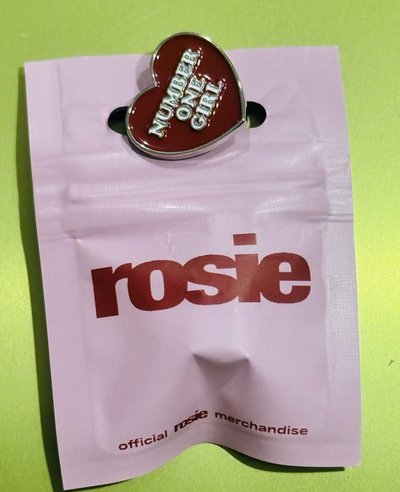 NUMBER
ONE
GIRL
rosie
official rosie merchandise